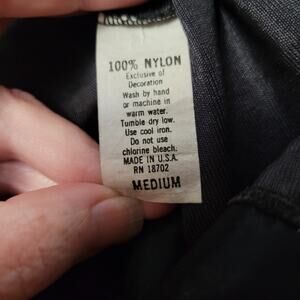 100% NYLON
Exclusive of
Decoration
Wash by hand
or machine in
warm water.
Tumble dry low.
Use cool iron.
Do not use
chlorine bleach.
MADE IN U.S.A.
RN 18702
MEDIUM